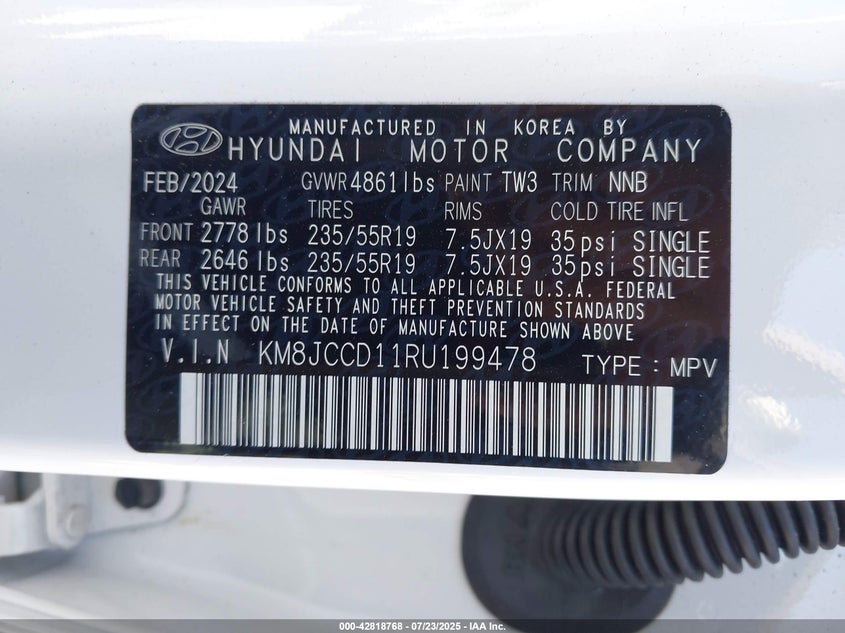 MANUFACTURED IN KOREA BY
HYUNDAI MOTOR COMPANY
FEB/2024 GVWR 4861lbs PAINT TW3 TRIM NNB
GAWR TIRES RIMS COLD TIRE INFL
FRONT 2778 lbs 235/55R19 7.5JX19 35psi SINGLE
REAR 2646 lbs 235/55R19 7.5JX19 35psi SINGLE
THIS VEHICLE CONFORMS TO ALL APPLICABLE U.S.A. FEDERAL
MOTOR VEHICLE SAFETY AND THEFT PREVENTION STANDARDS
IN EFFECT ON THE DATE OF MANUFACTURE SHOWN ABOVE
V.I.N KM8JCCD11RU199478 TYPE : MPV
000-42818768 - 07/23/2025 - IAA Inc.